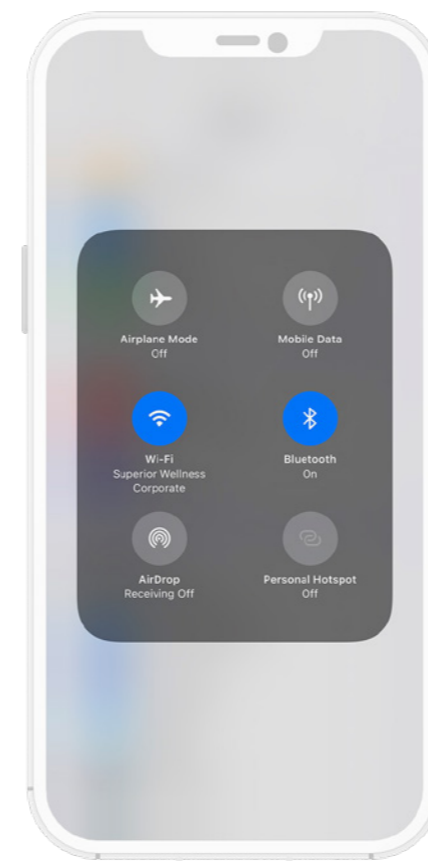 Airplane Mode
Off
Mobile Data
Off
Wi-Fi
Superior Wellness
Corporate
Bluetooth
On
AirDrop
Receiving Off
Personal Hotspot
Off